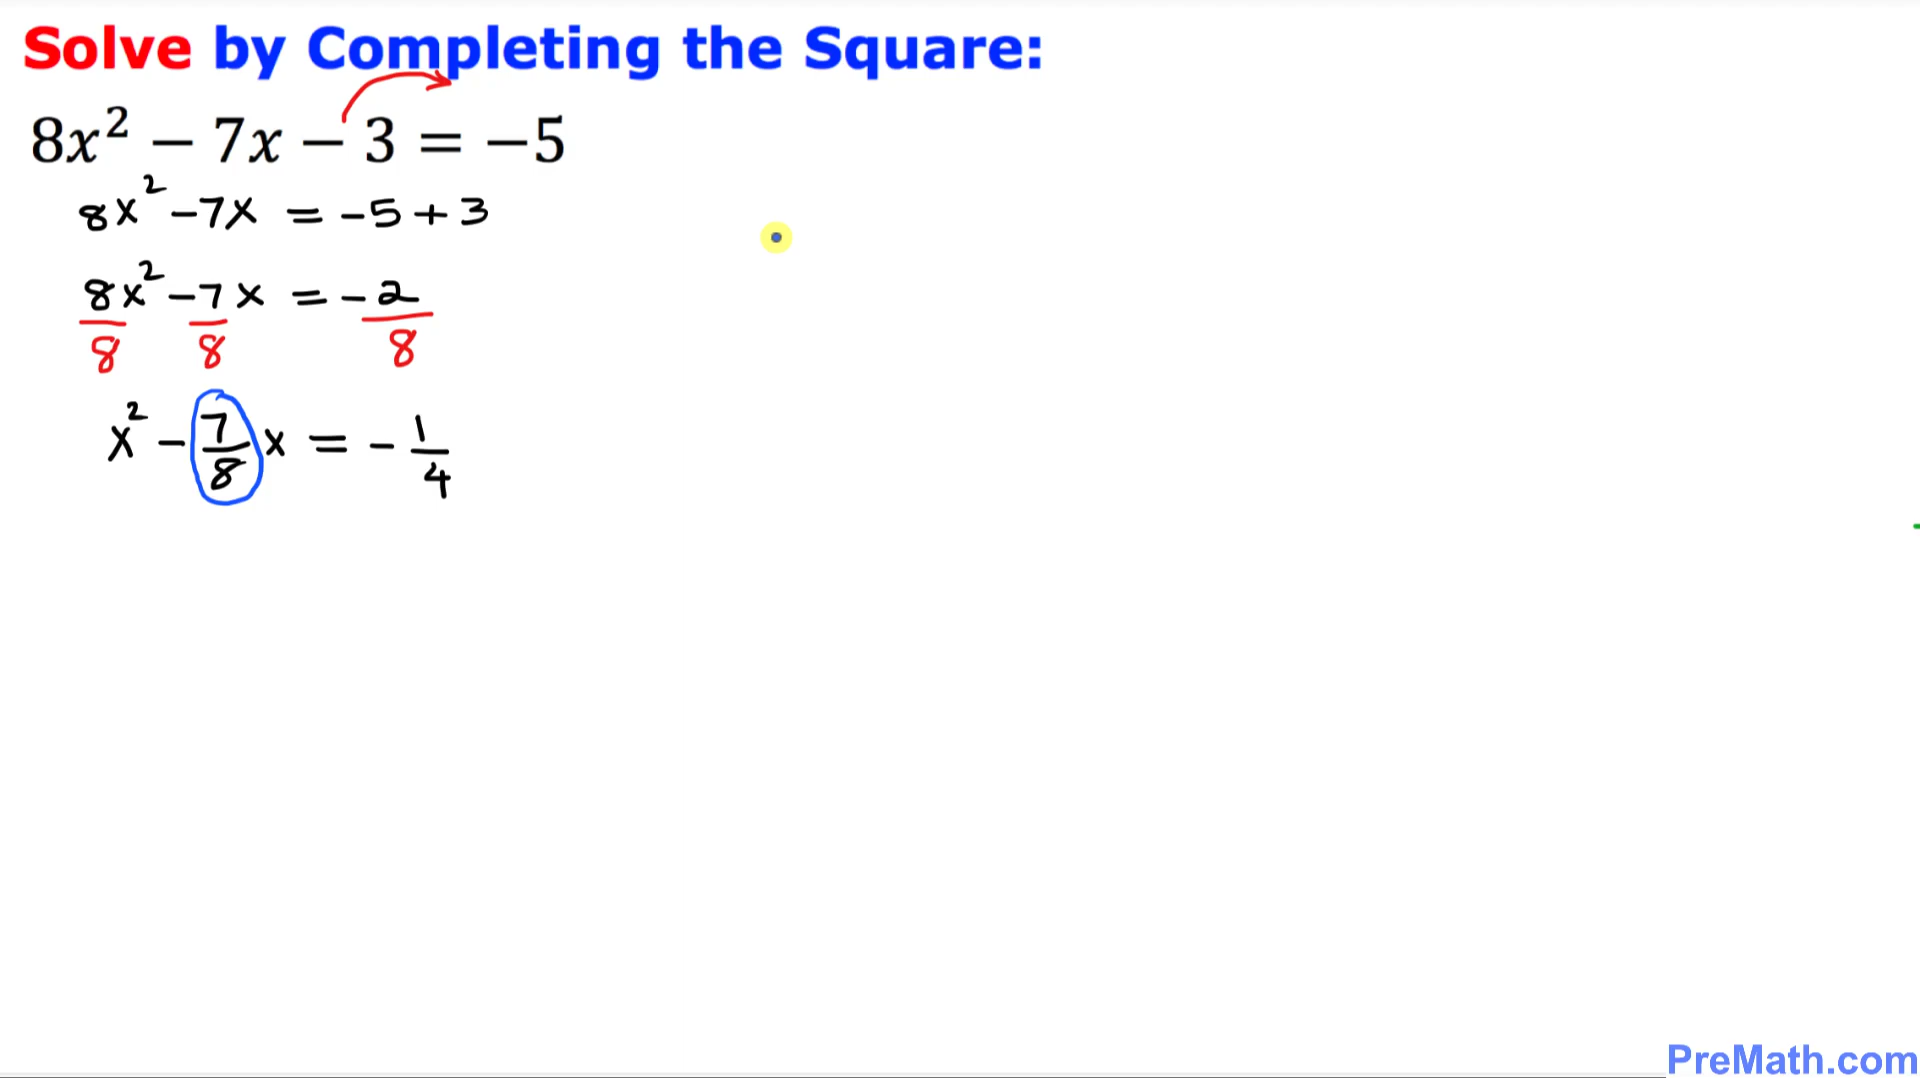 Solve by Completing the Square:
8x² − 7x − 3 = −5
8x² − 7x = −5 + 3
8x²/8 − 7x/8 = −2/8
x² − 7/8 x = − 1/4
PreMath.com